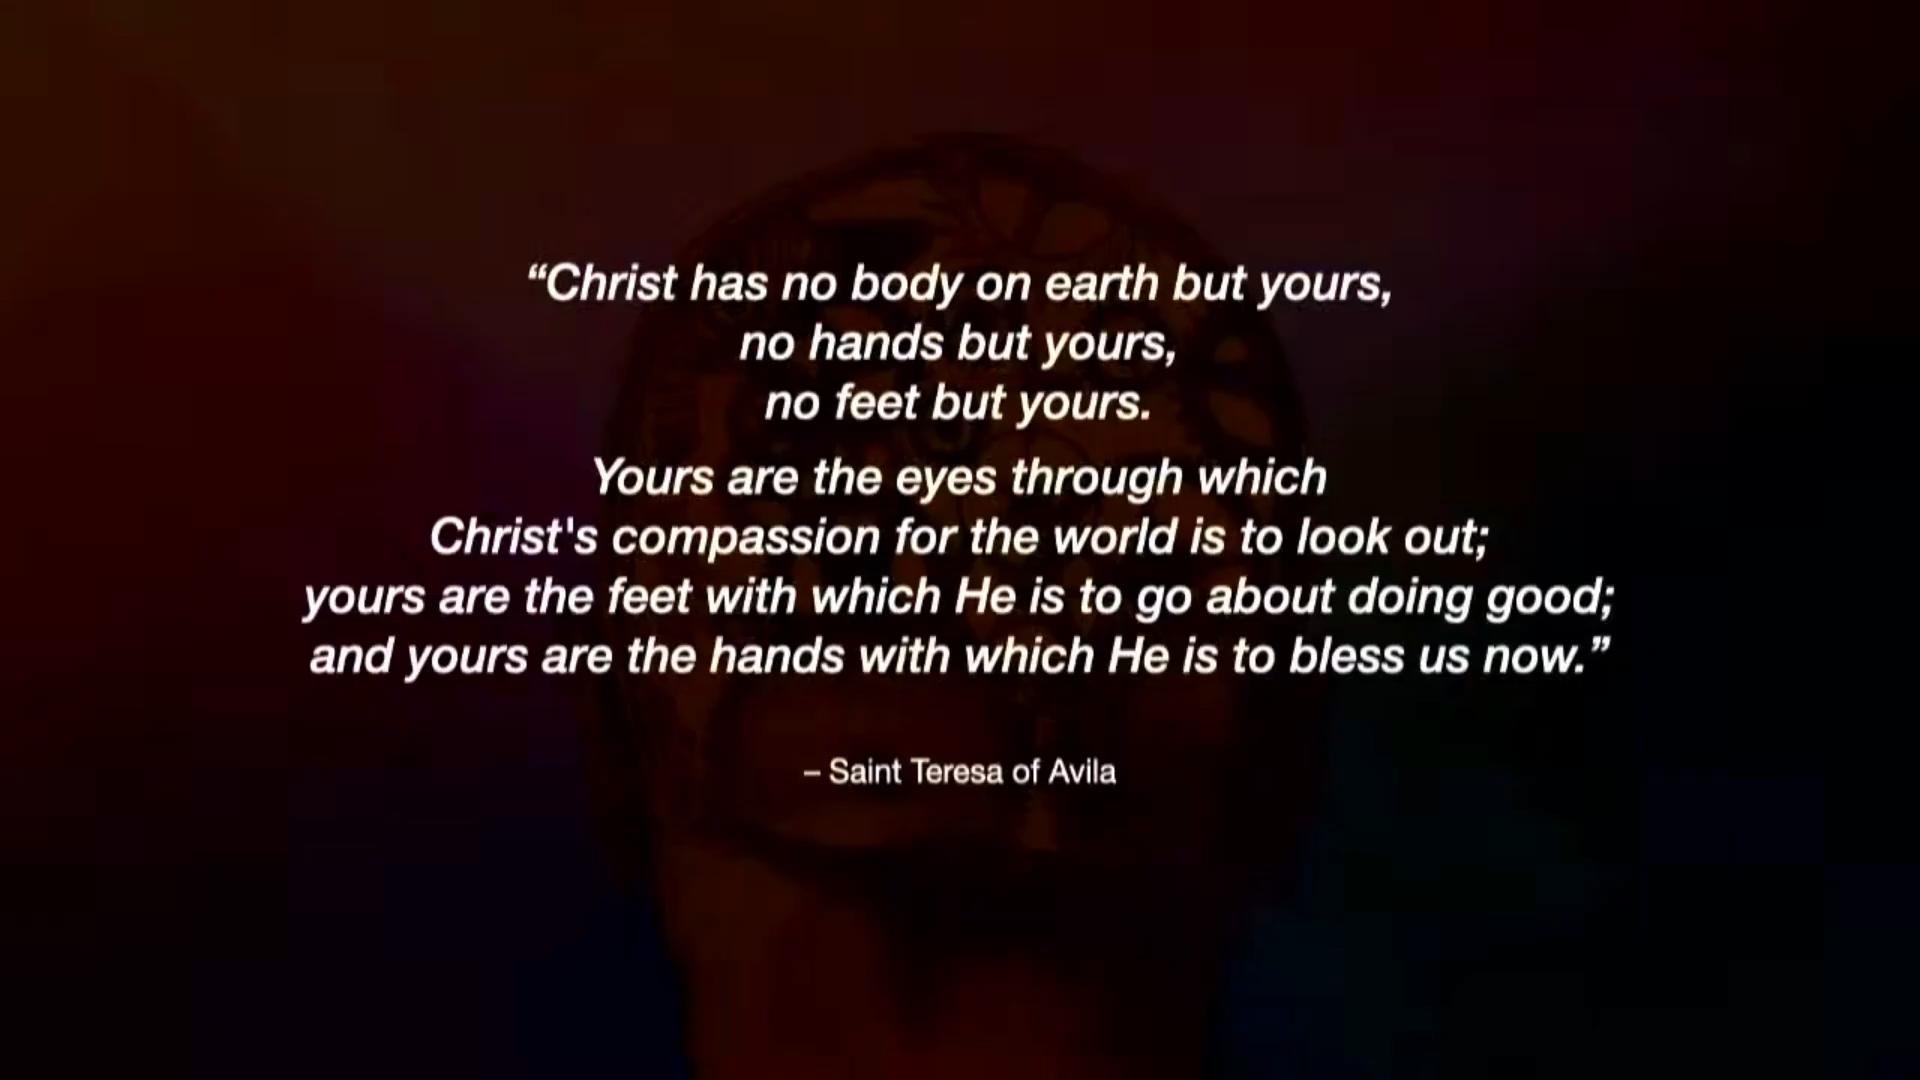 “Christ has no body on earth but yours,
no hands but yours,
no feet but yours.
Yours are the eyes through which
Christ's compassion for the world is to look out;
yours are the feet with which He is to go about doing good;
and yours are the hands with which He is to bless us now.”
– Saint Teresa of Avila